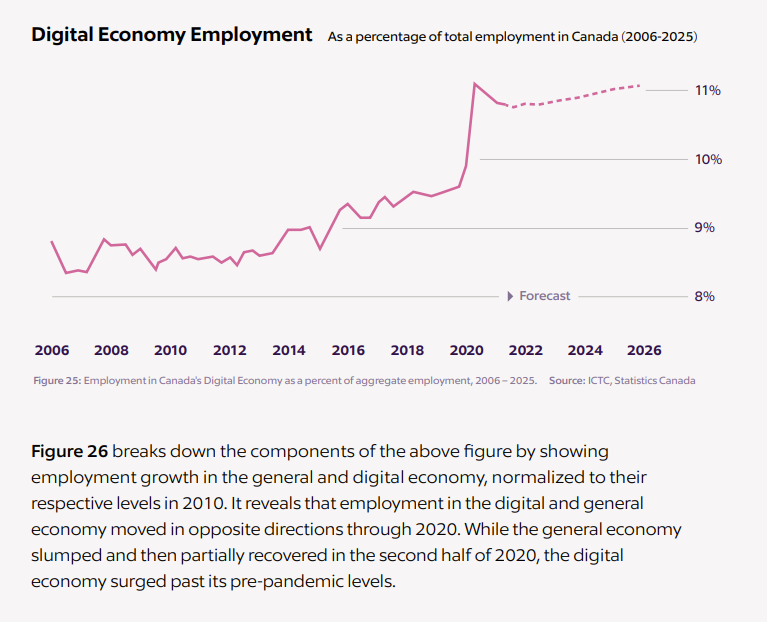 Digital Economy Employment As a percentage of total employment in Canada (2006-2025)
11%
10%
9%
8%
Forecast
2006 2008 2010 2012 2014 2016 2018 2020 2022 2024 2026
Figure 25: Employment in Canada's Digital Economy as a percent of aggregate employment, 2006 – 2025. Source: ICTC, Statistics Canada
Figure 26 breaks down the components of the above figure by showing
employment growth in the general and digital economy, normalized to their
respective levels in 2010. It reveals that employment in the digital and general
economy moved in opposite directions through 2020. While the general economy
slumped and then partially recovered in the second half of 2020, the digital
economy surged past its pre-pandemic levels.